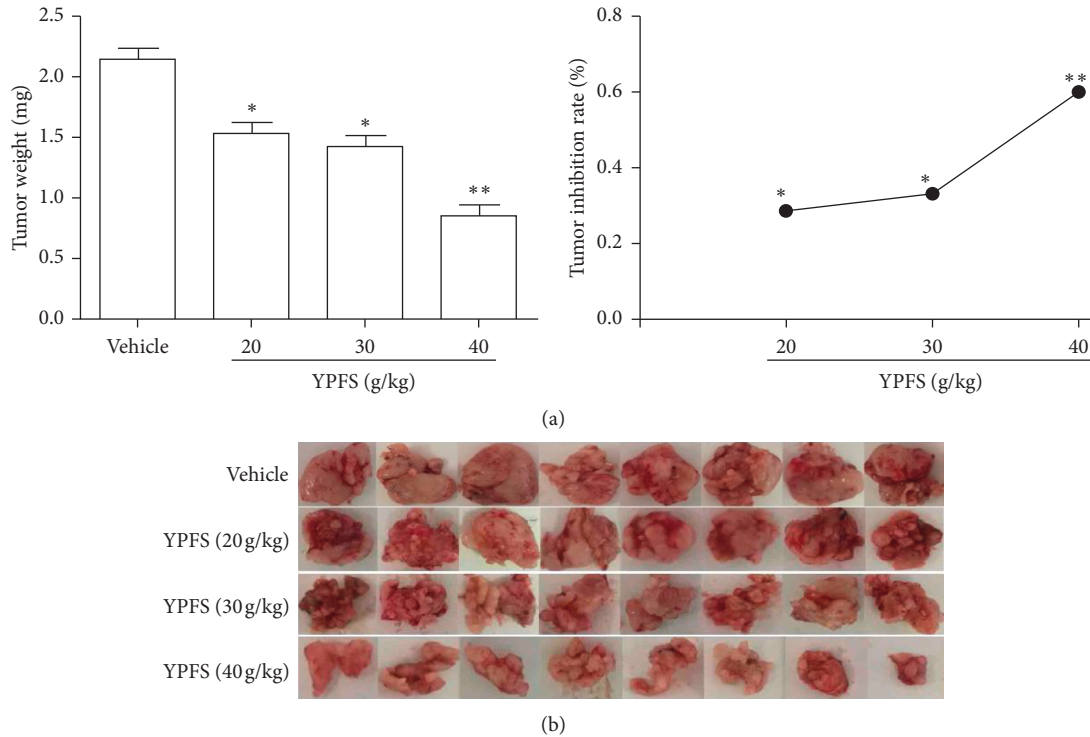 Tumor weight (mg)
2.5
2.0
1.5
1.0
0.5
0.0
*
*
**
Vehicle
20
30
40
YPFS (g/kg)
Tumor inhibition rate (%)
0.8
0.6
0.4
0.2
0.0
*
*
**
20
30
40
YPFS (g/kg)
(a)
Vehicle
YPFS (20 g/kg)
YPFS (30 g/kg)
YPFS (40 g/kg)
(b)